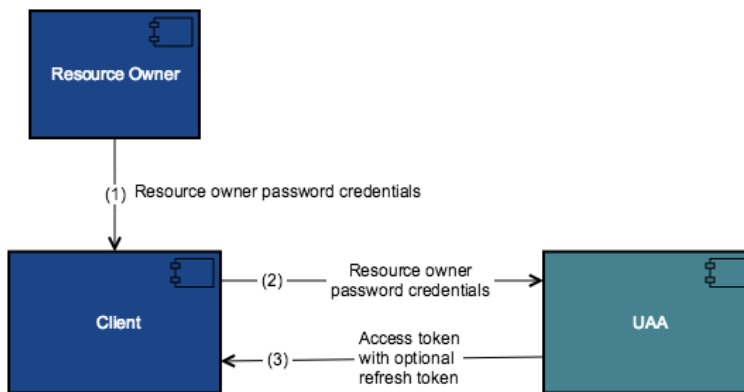 Resource Owner
(1) Resource owner password credentials
Client
(2) Resource owner
password credentials
UAA
(3) Access token
with optional
refresh token